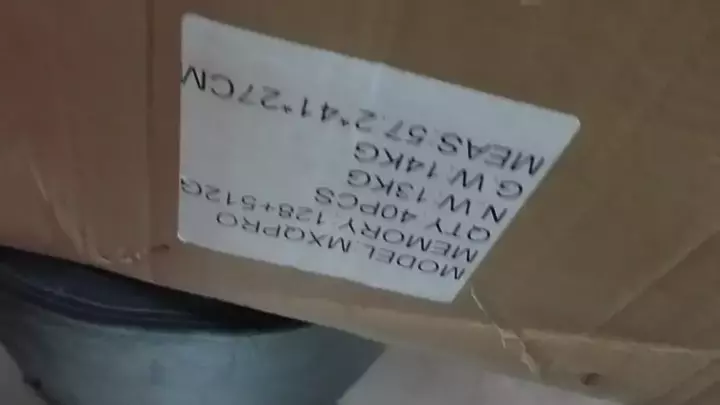 MODEL:MXQPRO
MEMORY:128+512G
QTY: 40PCS
N.W: 13KG
G.W: 14KG
MEAS:57.2*41*27CM